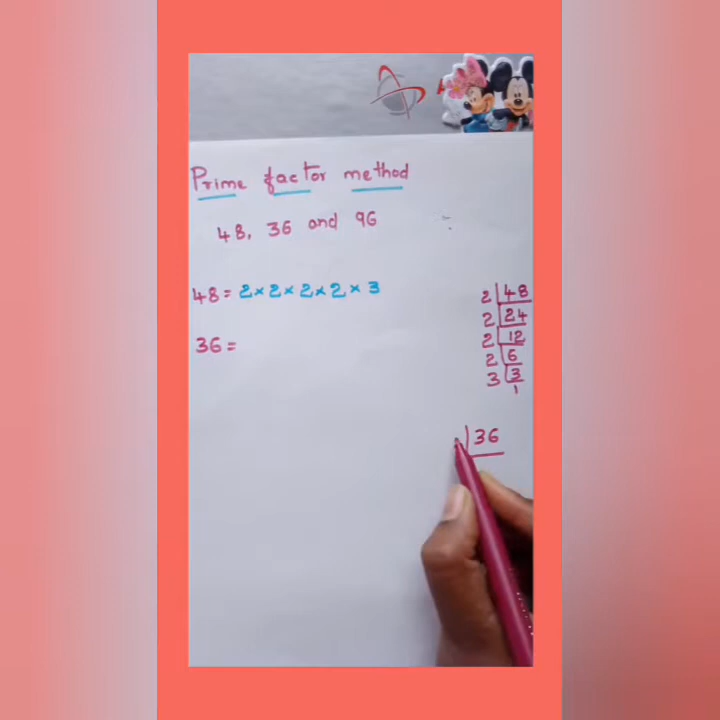 Prime factor method
48, 36 and 96
48 = 2 × 2 × 2 × 2 × 3
36 =
2 | 48
2 | 24
2 | 12
2 | 6
3 | 3
1
36